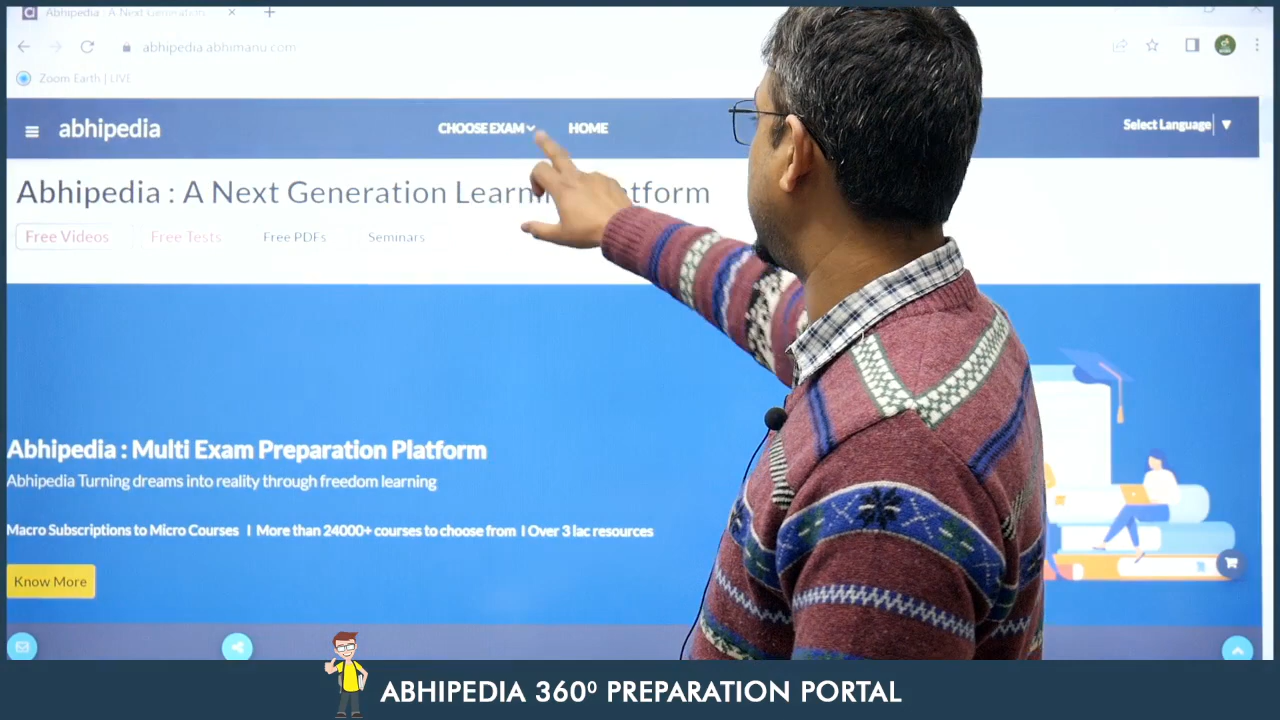 Abhipedia : A Next Generation
abhipedia.abhimanu.com
Zoom Earth | LIVE
abhipedia
CHOOSE EXAM
HOME
Select Language
Abhipedia : A Next Generation Learni tform
Free Videos
Free Tests
Free PDFs
Seminars
Abhipedia : Multi Exam Preparation Platform
Abhipedia Turning dreams into reality through freedom learning
Macro Subscriptions to Micro Courses I More than 24000+ courses to choose from I Over 3 lac resources
Know More
ABHIPEDIA 360⁰ PREPARATION PORTAL